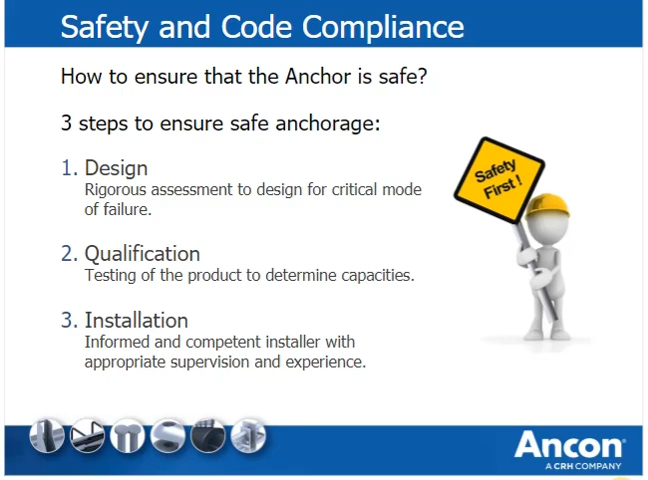 Safety and Code Compliance
How to ensure that the Anchor is safe?
3 steps to ensure safe anchorage:
1. Design
Rigorous assessment to design for critical mode
of failure.
Safety
First !
2. Qualification
Testing of the product to determine capacities.
3. Installation
Informed and competent installer with
appropriate supervision and experience.
Ancon®
A CRH COMPANY